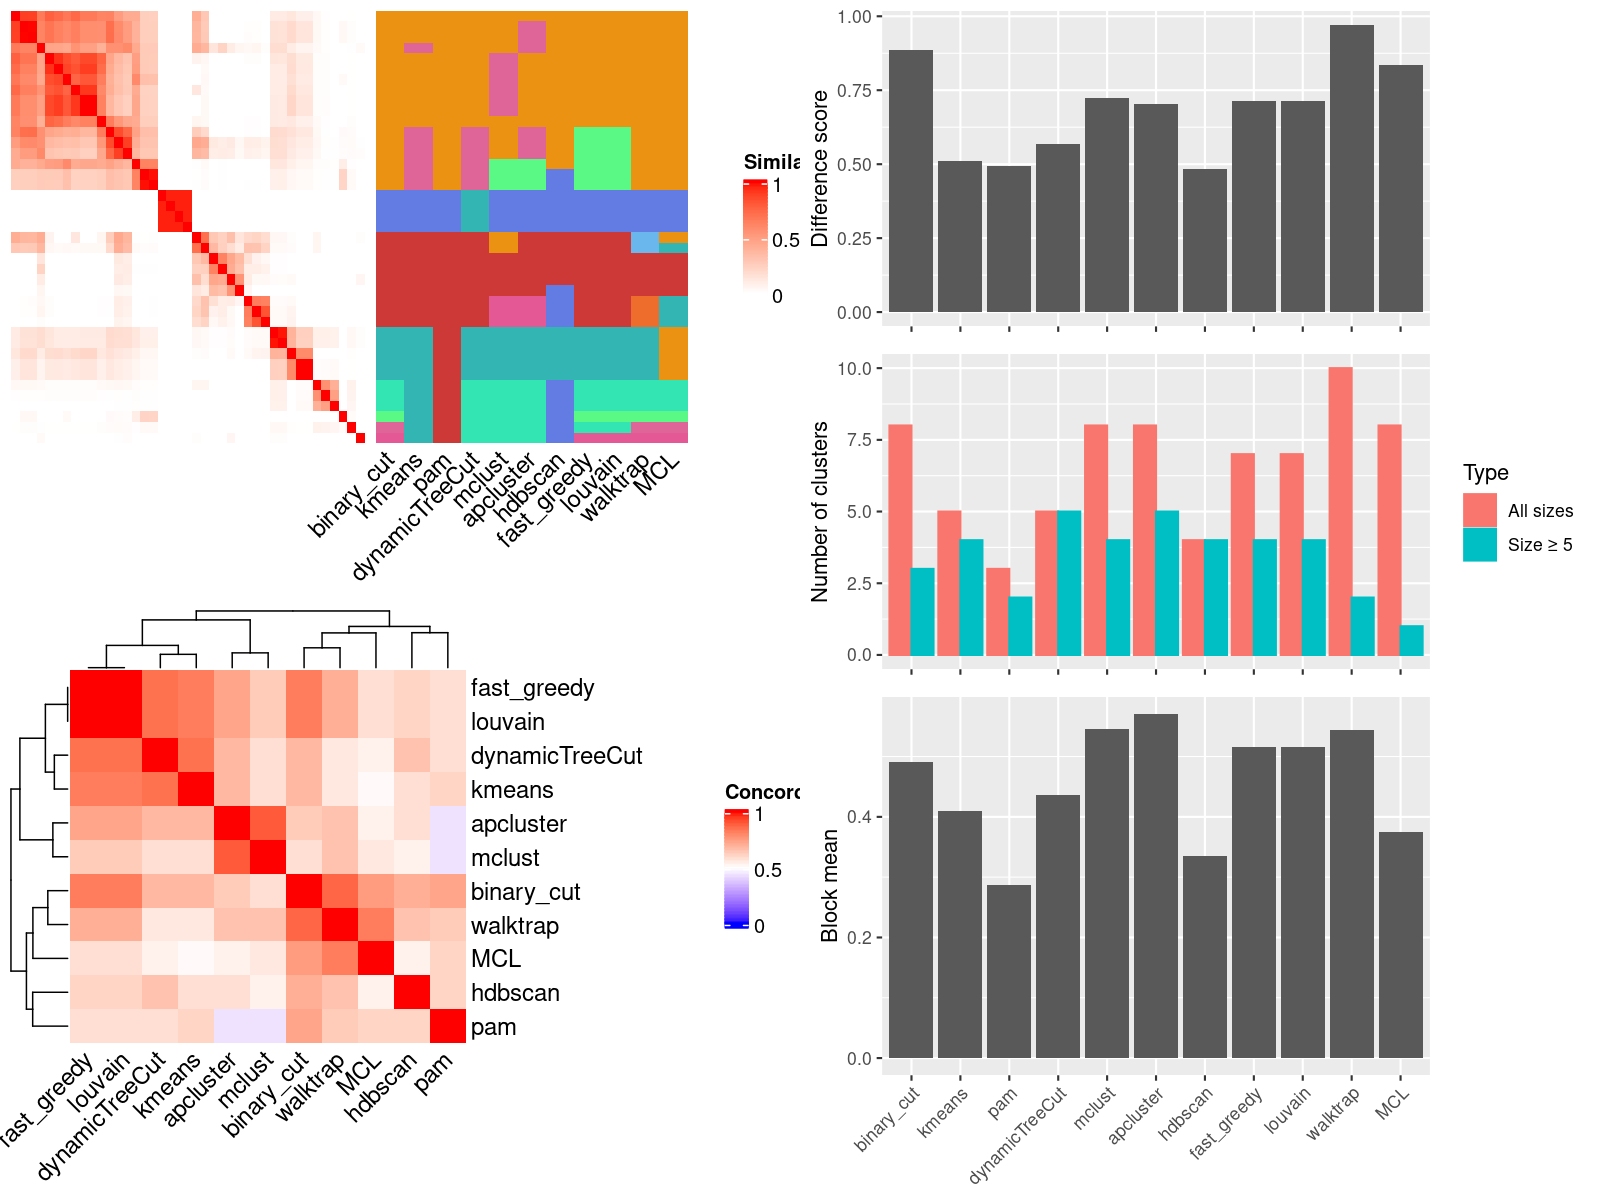 Simila
1
0.5
0
binary_cut
kmeans
pam
dynamicTreeCut
mclust
apcluster
hdbscan
fast_greedy
louvain
walktrap
MCL
fast_greedy
louvain
dynamicTreeCut
kmeans
apcluster
mclust
binary_cut
walktrap
MCL
hdbscan
pam
Concord
1
0.5
0
fast_greedy
louvain
dynamicTreeCut
kmeans
apcluster
mclust
binary_cut
walktrap
MCL
hdbscan
pam
Difference score
1.00
0.75
0.50
0.25
0.00
Number of clusters
10.0
7.5
5.0
2.5
0.0
Type
All sizes
Size ≥ 5
Block mean
0.4
0.2
0.0
binary_cut
kmeans
pam
dynamicTreeCut
mclust
apcluster
hdbscan
fast_greedy
louvain
walktrap
MCL